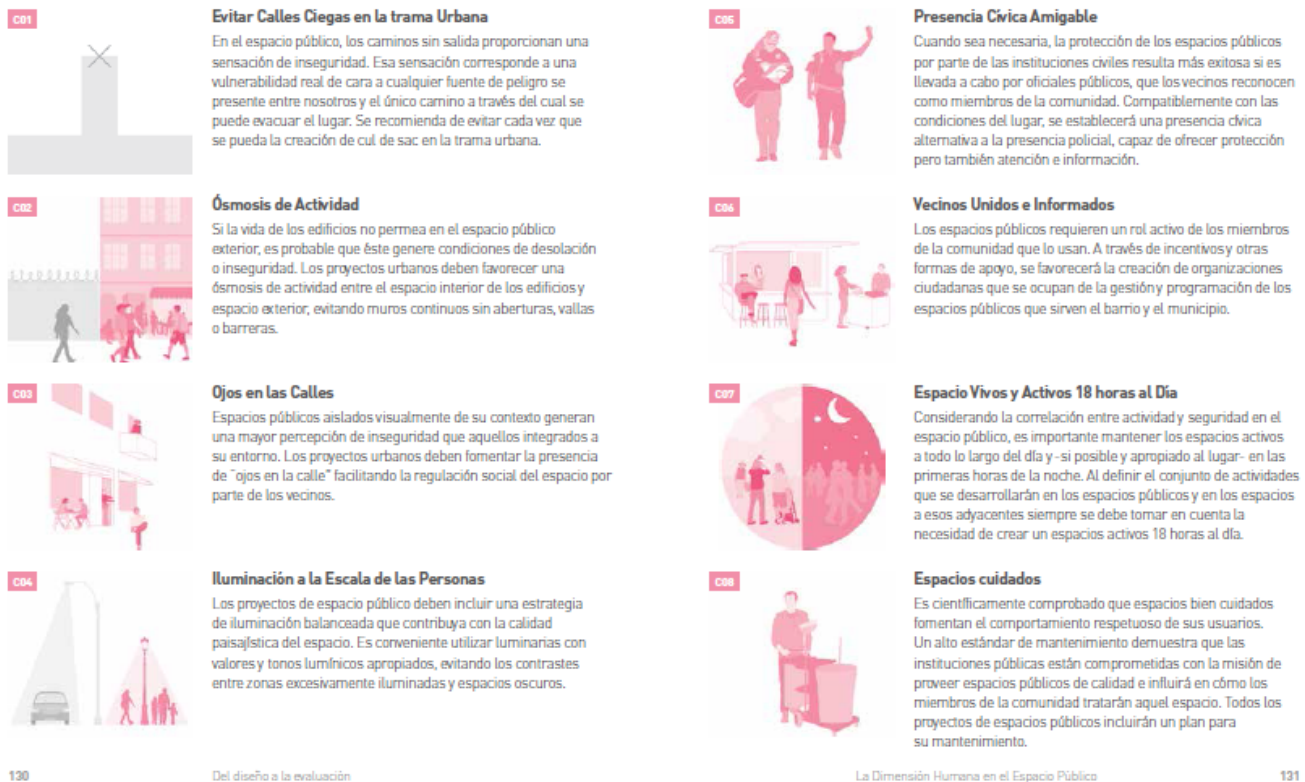 C01
Evitar Calles Ciegas en la trama Urbana
En el espacio público, los caminos sin salida proporcionan una
sensación de inseguridad. Esa sensación corresponde a una
vulnerabilidad real de cara a cualquier fuente de peligro se
presente entre nosotros y el único camino a través del cual se
puede evacuar el lugar. Se recomienda de evitar cada vez que
se pueda la creación de cul de sac en la trama urbana.
C02
Ósmosis de Actividad
Si la vida de los edificios no permea en el espacio público
exterior, es probable que éste genere condiciones de desolación
o inseguridad. Los proyectos urbanos deben favorecer una
ósmosis de actividad entre el espacio interior de los edificios y
espacio exterior, evitando muros continuos sin aberturas, vallas
o barreras.
C03
Ojos en las Calles
Espacios públicos aislados visualmente de su contexto generan
una mayor percepción de inseguridad que aquellos integrados a
su entorno. Los proyectos urbanos deben fomentar la presencia
de ¨ojos en la calle" facilitando la regulación social del espacio por
parte de los vecinos.
C04
Iluminación a la Escala de las Personas
Los proyectos de espacio público deben incluir una estrategia
de iluminación balanceada que contribuya con la calidad
paisajística del espacio. Es conveniente utilizar luminarias con
valores y tonos lumínicos apropiados, evitando los contrastes
entre zonas excesivamente iluminadas y espacios oscuros.
130
Del diseño a la evaluación
C05
Presencia Cívica Amigable
Cuando sea necesaria, la protección de los espacios públicos
por parte de las instituciones civiles resulta más exitosa si es
llevada a cabo por oficiales públicos, que los vecinos reconocen
como miembros de la comunidad. Compatiblemente con las
condiciones del lugar, se establecerá una presencia cívica
alternativa a la presencia policial, capaz de ofrecer protección
pero también atención e información.
C06
Vecinos Unidos e Informados
Los espacios públicos requieren un rol activo de los miembros
de la comunidad que lo usan. A través de incentivos y otras
formas de apoyo, se favorecerá la creación de organizaciones
ciudadanas que se ocupan de la gestión y programación de los
espacios públicos que sirven el barrio y el municipio.
C07
Espacio Vivos y Activos 18 horas al Día
Considerando la correlación entre actividad y seguridad en el
espacio público, es importante mantener los espacios activos
a todo lo largo del día y -si posible y apropiado al lugar- en las
primeras horas de la noche. Al definir el conjunto de actividades
que se desarrollarán en los espacios públicos y en los espacios
a esos adyacentes siempre se debe tomar en cuenta la
necesidad de crear un espacios activos 18 horas al día.
C08
Espacios cuidados
Es científicamente comprobado que espacios bien cuidados
fomentan el comportamiento respetuoso de sus usuarios.
Un alto estándar de mantenimiento demuestra que las
instituciones públicas están comprometidas con la misión de
proveer espacios públicos de calidad e influirá en cómo los
miembros de la comunidad tratarán aquel espacio. Todos los
proyectos de espacios públicos incluirán un plan para
su mantenimiento.
La Dimensión Humana en el Espacio Público
131